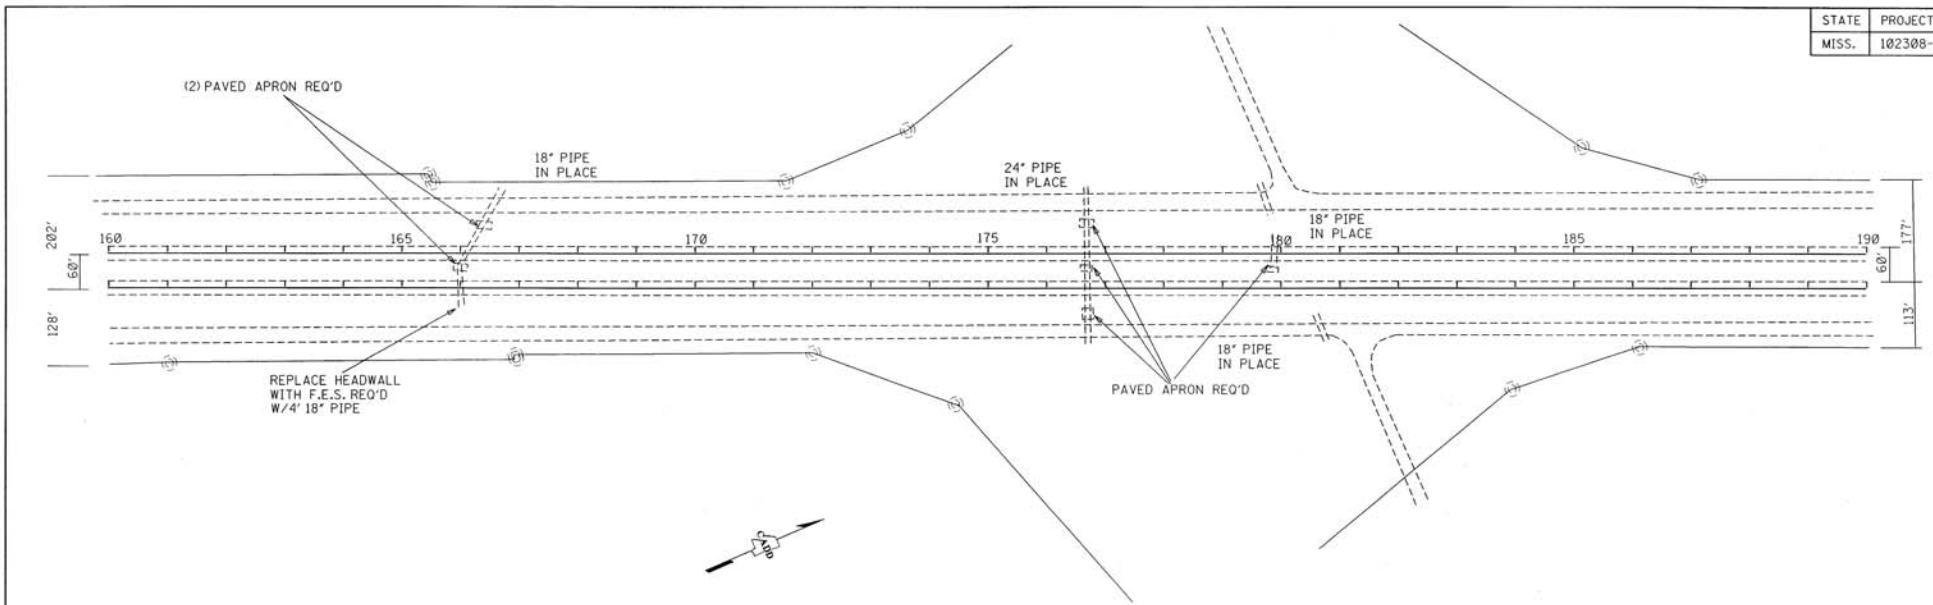 STATE PROJECT
MISS. 102308-
(2) PAVED APRON REQ'D
18" PIPE
IN PLACE
24" PIPE
IN PLACE
18" PIPE
IN PLACE
202'
60'
128'
160 165 170 175 180 185 190
177'
60'
113'
18" PIPE
IN PLACE
PAVED APRON REQ'D
REPLACE HEADWALL
WITH F.E.S. REQ'D
W/4' 18" PIPE
CADD